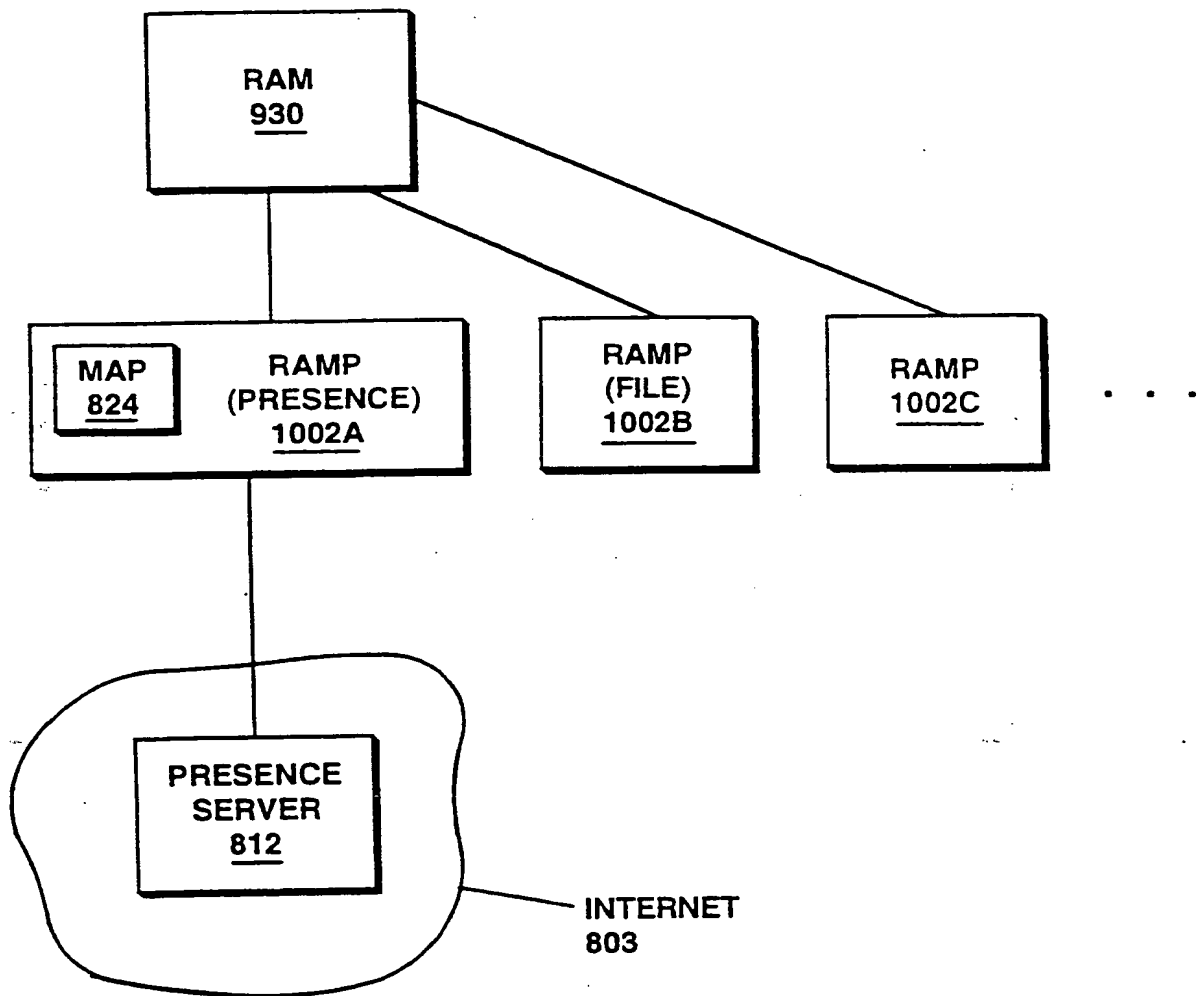 RAM
930
MAP
824
RAMP
(PRESENCE)
1002A
RAMP
(FILE)
1002B
RAMP
1002C
. . .
PRESENCE
SERVER
812
INTERNET
803